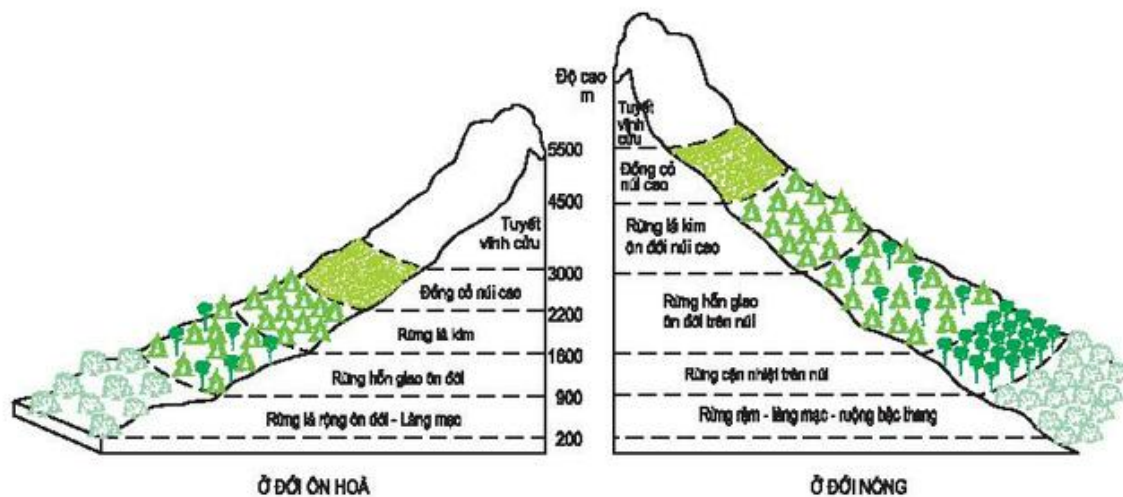 Độ cao
m
5500
4500
3000
2200
1600
900
200
Tuyết
vĩnh cửu
Đồng cỏ núi cao
Rừng lá kim
Rừng hỗn giao ôn đới
Rừng lá rộng ôn đới - Làng mạc
Ở ĐỚI ÔN HOÀ
Tuyết
vĩnh
cửu
Đồng cỏ
núi cao
Rừng lá kim
ôn đới núi cao
Rừng hỗn giao
ôn đới trên núi
Rừng cận nhiệt trên núi
Rừng rậm - làng mạc - ruộng bậc thang
Ở ĐỚI NÓNG